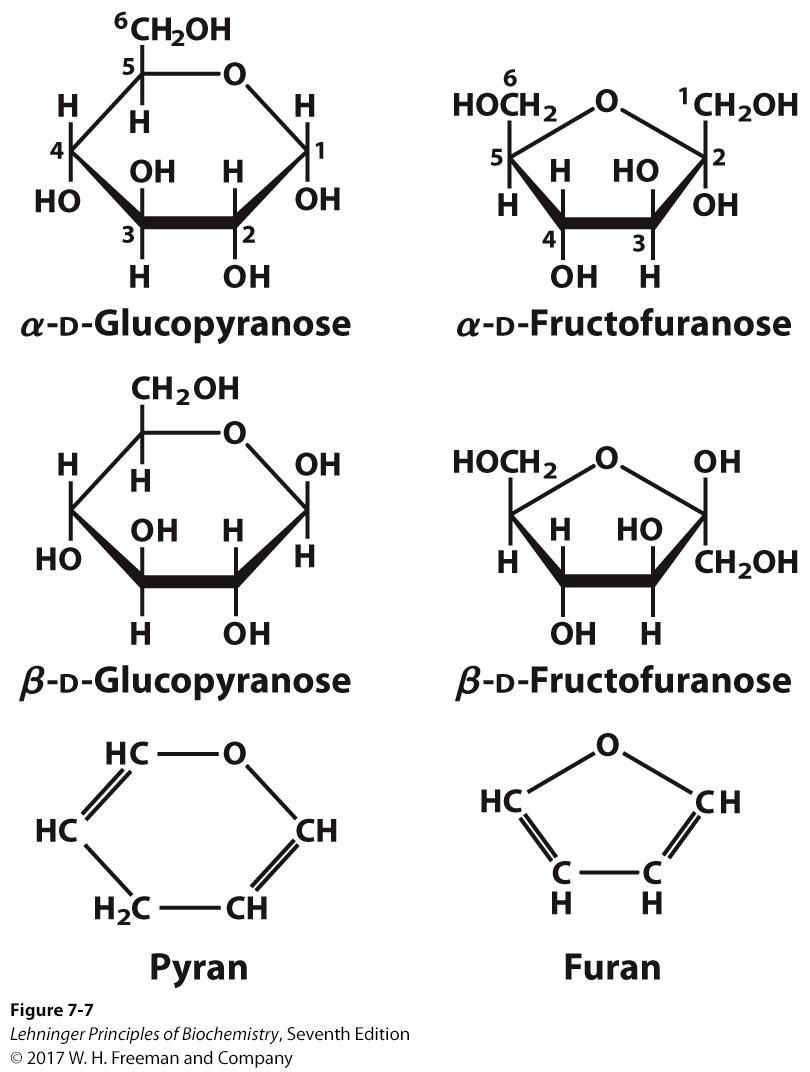 ⁶CH₂OH
5 O
H H H
4 1
OH H
HO OH
3 2
H OH
α-D-Glucopyranose
6
HOCH₂ O ¹CH₂OH
5 H HO 2
H OH
4 3
OH H
α-D-Fructofuranose
CH₂OH
O
H H OH
OH H
HO H
H OH
β-D-Glucopyranose
HOCH₂ O OH
H HO
H CH₂OH
OH H
β-D-Fructofuranose
HC O
HC CH
H₂C CH
Pyran
O
HC CH
C C
H H
Furan
Figure 7-7
Lehninger Principles of Biochemistry, Seventh Edition
© 2017 W. H. Freeman and Company